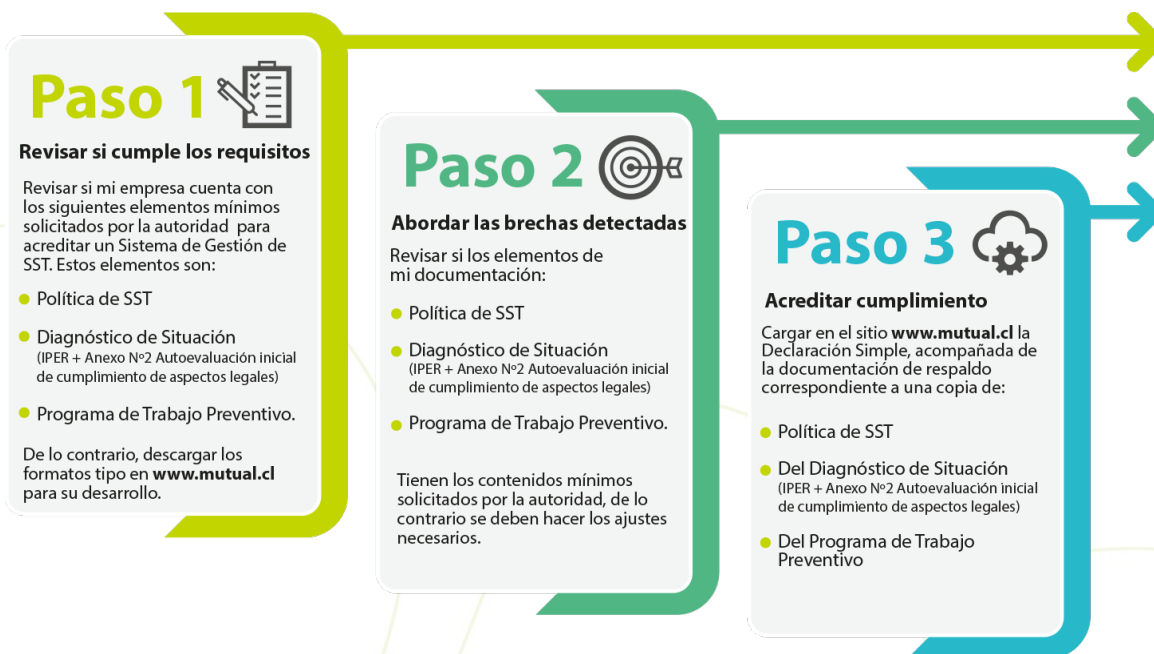 Paso 1
Revisar si cumple los requisitos
Revisar si mi empresa cuenta con
los siguientes elementos mínimos
solicitados por la autoridad para
acreditar un Sistema de Gestión de
SST. Estos elementos son:
Política de SST
Diagnóstico de Situación
(IPER + Anexo Nº2 Autoevaluación inicial
de cumplimiento de aspectos legales)
Programa de Trabajo Preventivo.
De lo contrario, descargar los
formatos tipo en www.mutual.cl
para su desarrollo.
Paso 2
Abordar las brechas detectadas
Revisar si los elementos de
mi documentación:
Política de SST
Diagnóstico de Situación
(IPER + Anexo Nº2 Autoevaluación inicial
de cumplimiento de aspectos legales)
Programa de Trabajo Preventivo.
Tienen los contenidos mínimos
solicitados por la autoridad, de lo
contrario se deben hacer los ajustes
necesarios.
Paso 3
Acreditar cumplimiento
Cargar en el sitio www.mutual.cl la
Declaración Simple, acompañada de
la documentación de respaldo
correspondiente a una copia de:
Política de SST
Del Diagnóstico de Situación
(IPER + Anexo Nº2 Autoevaluación inicial
de cumplimiento de aspectos legales)
Del Programa de Trabajo
Preventivo